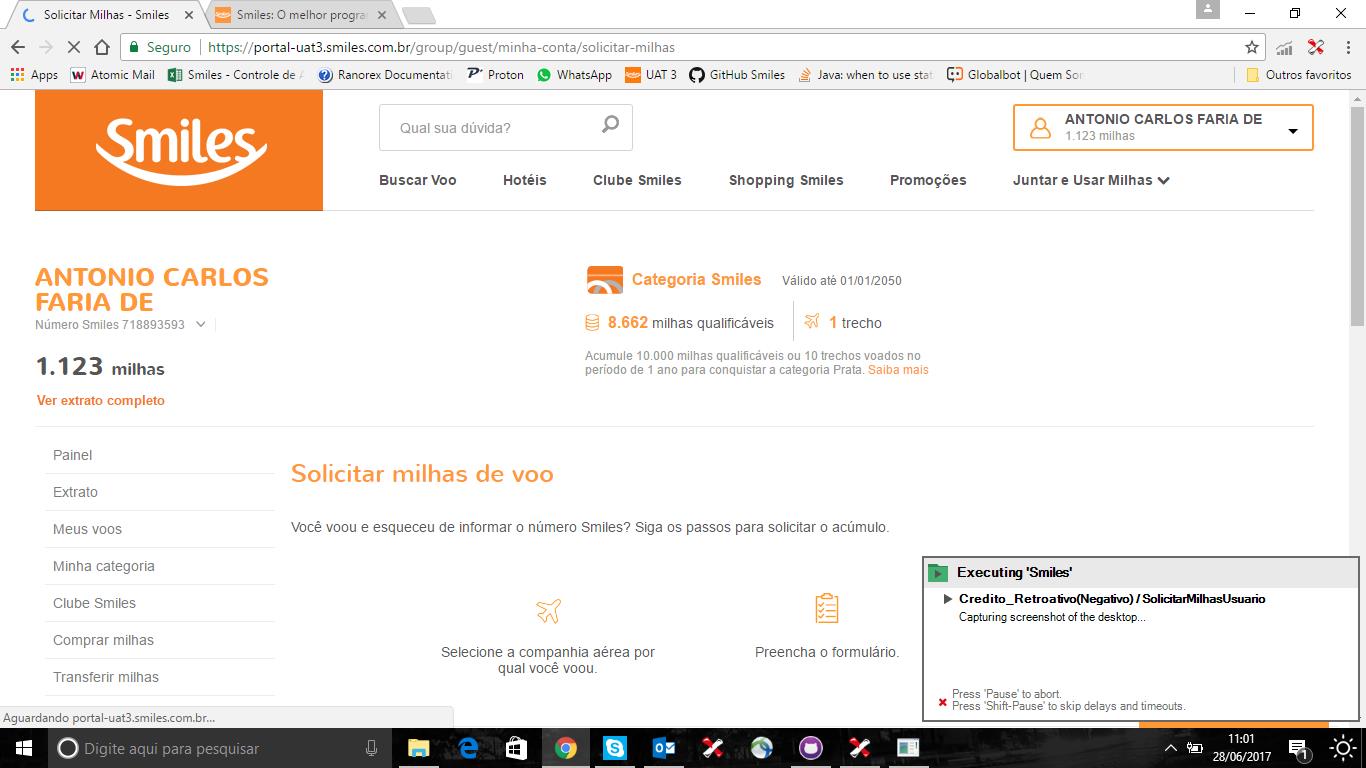 Solicitar Milhas - Smiles
Smiles: O melhor progra
Seguro
https://portal-uat3.smiles.com.br/group/guest/minha-conta/solicitar-milhas
Apps
Atomic Mail
Smiles - Controle de A
Ranorex Documentati
Proton
WhatsApp
UAT 3
GitHub Smiles
Java: when to use stat
Globalbot | Quem Son
Outros favoritos
Smiles
Qual sua dúvida?
ANTONIO CARLOS FARIA DE
1.123 milhas
Buscar Voo
Hotéis
Clube Smiles
Shopping Smiles
Promoções
Juntar e Usar Milhas
ANTONIO CARLOS
FARIA DE
Número Smiles 718893593
1.123 milhas
Ver extrato completo
Categoria Smiles
Válido até 01/01/2050
8.662 milhas qualificáveis
1 trecho
Acumule 10.000 milhas qualificáveis ou 10 trechos voados no
período de 1 ano para conquistar a categoria Prata. Saiba mais
Painel
Extrato
Meus voos
Minha categoria
Clube Smiles
Comprar milhas
Transferir milhas
Solicitar milhas de voo
Você voou e esqueceu de informar o número Smiles? Siga os passos para solicitar o acúmulo.
Selecione a companhia aérea por
qual você voou.
Preencha o formulário.
Executing 'Smiles'
Credito_Retroativo(Negativo) / SolicitarMilhasUsuario
Capturing screenshot of the desktop...
Press 'Pause' to abort.
Press 'Shift-Pause' to skip delays and timeouts.
Aguardando portal-uat3.smiles.com.br...
Digite aqui para pesquisar
11:01
28/06/2017
1